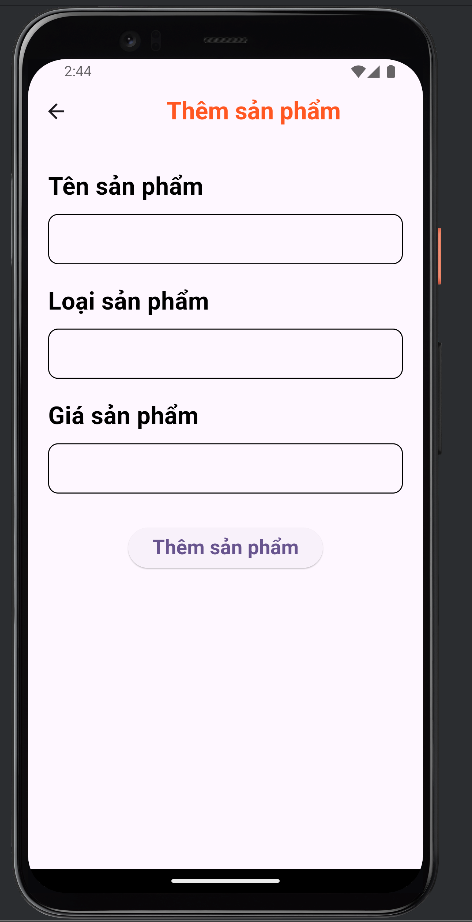 2:44
Thêm sản phẩm
Tên sản phẩm
Loại sản phẩm
Giá sản phẩm
Thêm sản phẩm